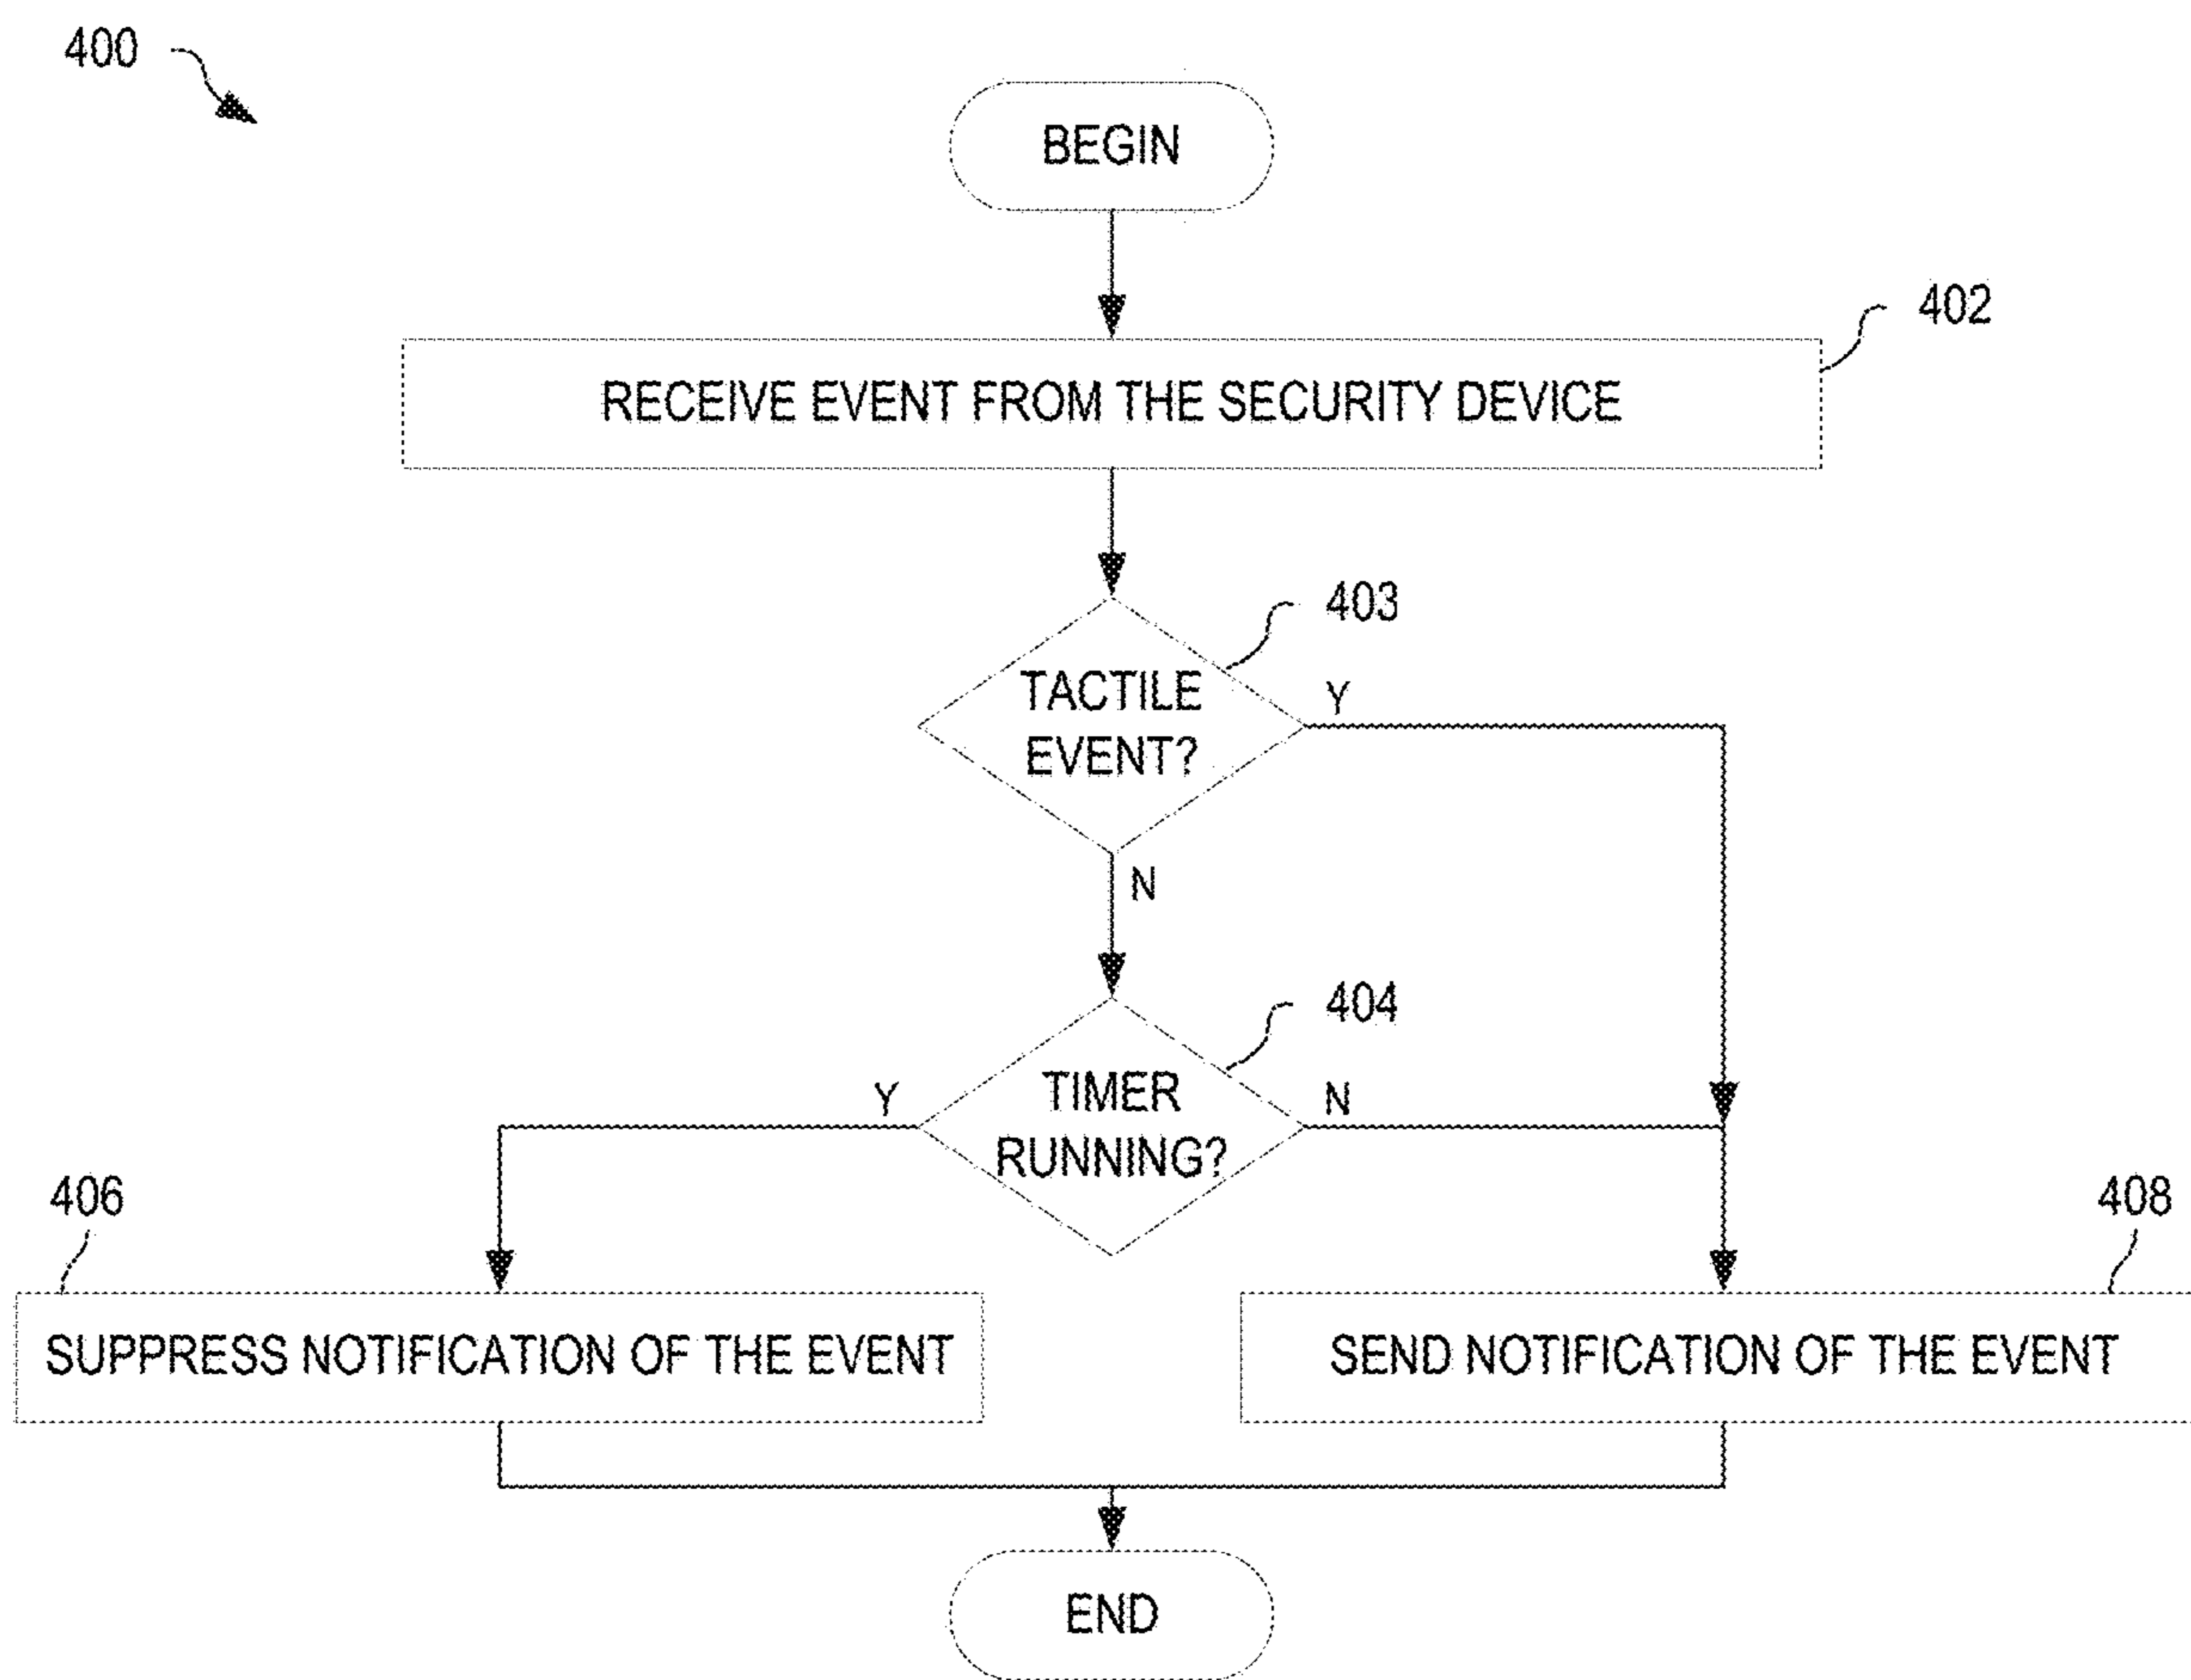 400
BEGIN
402
RECEIVE EVENT FROM THE SECURITY DEVICE
403
TACTILE
EVENT?
Y
N
404
TIMER
RUNNING?
Y
N
406
408
SUPPRESS NOTIFICATION OF THE EVENT
SEND NOTIFICATION OF THE EVENT
END